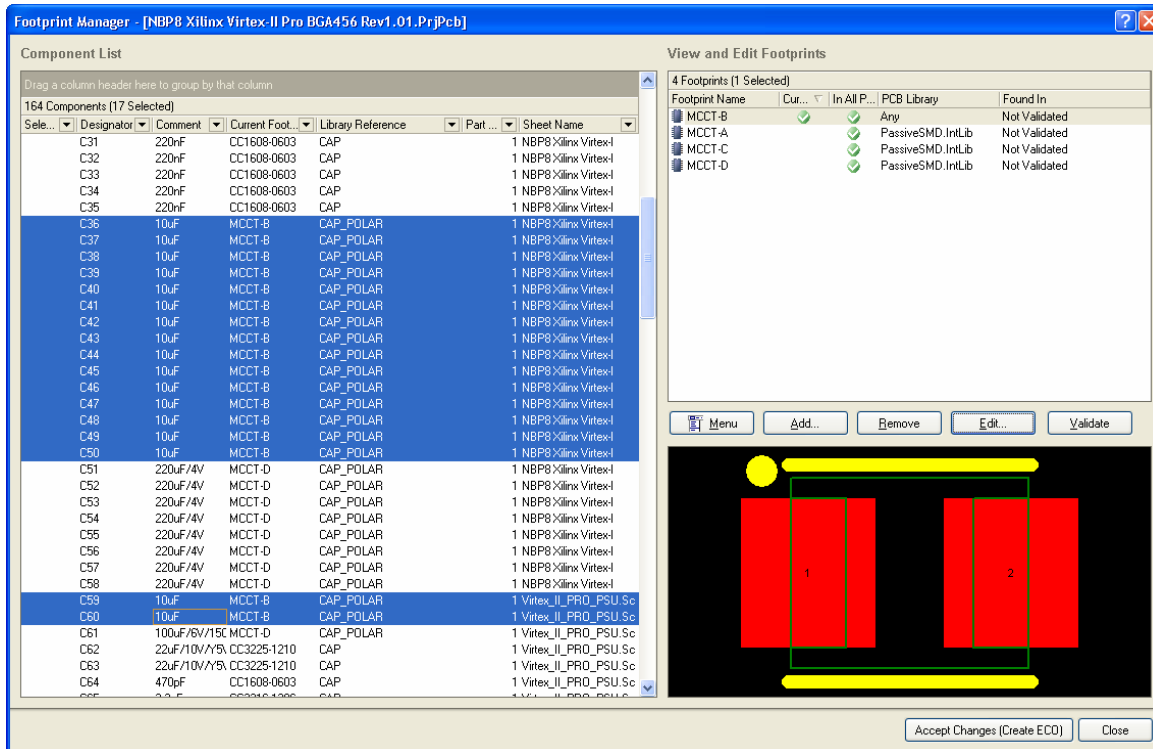 Footprint Manager - [NBP8 Xilinx Virtex-II Pro BGA456 Rev1.01.PrjPcb]
Component List
Drag a column header here to group by that column
164 Components (17 Selected)
Sele... Designator Comment Current Foot... Library Reference Part ... Sheet Name
C31 220nF CC1608-0603 CAP 1 NBP8 Xilinx Virtex-I
C32 220nF CC1608-0603 CAP 1 NBP8 Xilinx Virtex-I
C33 220nF CC1608-0603 CAP 1 NBP8 Xilinx Virtex-I
C34 220nF CC1608-0603 CAP 1 NBP8 Xilinx Virtex-I
C35 220nF CC1608-0603 CAP 1 NBP8 Xilinx Virtex-I
C36 10uF MCCT-B CAP_POLAR 1 NBP8 Xilinx Virtex-I
C37 10uF MCCT-B CAP_POLAR 1 NBP8 Xilinx Virtex-I
C38 10uF MCCT-B CAP_POLAR 1 NBP8 Xilinx Virtex-I
C39 10uF MCCT-B CAP_POLAR 1 NBP8 Xilinx Virtex-I
C40 10uF MCCT-B CAP_POLAR 1 NBP8 Xilinx Virtex-I
C41 10uF MCCT-B CAP_POLAR 1 NBP8 Xilinx Virtex-I
C42 10uF MCCT-B CAP_POLAR 1 NBP8 Xilinx Virtex-I
C43 10uF MCCT-B CAP_POLAR 1 NBP8 Xilinx Virtex-I
C44 10uF MCCT-B CAP_POLAR 1 NBP8 Xilinx Virtex-I
C45 10uF MCCT-B CAP_POLAR 1 NBP8 Xilinx Virtex-I
C46 10uF MCCT-B CAP_POLAR 1 NBP8 Xilinx Virtex-I
C47 10uF MCCT-B CAP_POLAR 1 NBP8 Xilinx Virtex-I
C48 10uF MCCT-B CAP_POLAR 1 NBP8 Xilinx Virtex-I
C49 10uF MCCT-B CAP_POLAR 1 NBP8 Xilinx Virtex-I
C50 10uF MCCT-B CAP_POLAR 1 NBP8 Xilinx Virtex-I
C51 220uF/4V MCCT-D CAP_POLAR 1 NBP8 Xilinx Virtex-I
C52 220uF/4V MCCT-D CAP_POLAR 1 NBP8 Xilinx Virtex-I
C53 220uF/4V MCCT-D CAP_POLAR 1 NBP8 Xilinx Virtex-I
C54 220uF/4V MCCT-D CAP_POLAR 1 NBP8 Xilinx Virtex-I
C55 220uF/4V MCCT-D CAP_POLAR 1 NBP8 Xilinx Virtex-I
C56 220uF/4V MCCT-D CAP_POLAR 1 NBP8 Xilinx Virtex-I
C57 220uF/4V MCCT-D CAP_POLAR 1 NBP8 Xilinx Virtex-I
C58 220uF/4V MCCT-D CAP_POLAR 1 NBP8 Xilinx Virtex-I
C59 10uF MCCT-B CAP_POLAR 1 Virtex_II_PRO_PSU.Sc
C60 10uF MCCT-B CAP_POLAR 1 Virtex_II_PRO_PSU.Sc
C61 100uF/6V/150 MCCT-D CAP_POLAR 1 Virtex_II_PRO_PSU.Sc
C62 22uF/10V/Y5V CC3225-1210 CAP 1 Virtex_II_PRO_PSU.Sc
C63 22uF/10V/Y5V CC3225-1210 CAP 1 Virtex_II_PRO_PSU.Sc
C64 470pF CC1608-0603 CAP 1 Virtex_II_PRO_PSU.Sc
View and Edit Footprints
4 Footprints (1 Selected)
Footprint Name Cur... In All P... PCB Library Found In
MCCT-B Any Not Validated
MCCT-A PassiveSMD.IntLib Not Validated
MCCT-C PassiveSMD.IntLib Not Validated
MCCT-D PassiveSMD.IntLib Not Validated
Menu Add... Remove Edit... Validate
1 2
Accept Changes (Create ECO) Close